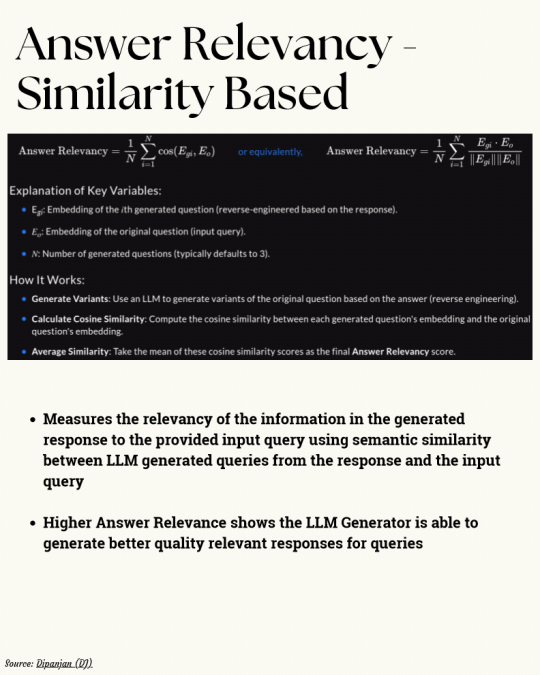 Answer Relevancy -
Similarity Based
Answer Relevancy = \frac{1}{N} \sum_{i=1}^{N} \cos(E_{gi}, E_o) or equivalently, Answer Relevancy = \frac{1}{N} \sum_{i=1}^{N} \frac{E_{gi} \cdot E_o}{\|E_{gi}\|\|E_o\|}
Explanation of Key Variables:
• E_{gi}: Embedding of the ith generated question (reverse-engineered based on the response).
• E_o: Embedding of the original question (input query).
• N: Number of generated questions (typically defaults to 3).
How It Works:
• Generate Variants: Use an LLM to generate variants of the original question based on the answer (reverse engineering).
• Calculate Cosine Similarity: Compute the cosine similarity between each generated question's embedding and the original
question's embedding.
• Average Similarity: Take the mean of these cosine similarity scores as the final Answer Relevancy score.
• Measures the relevancy of the information in the generated
response to the provided input query using semantic similarity
between LLM generated queries from the response and the input
query
• Higher Answer Relevance shows the LLM Generator is able to
generate better quality relevant responses for queries
Source: Dipanjan (DJ)